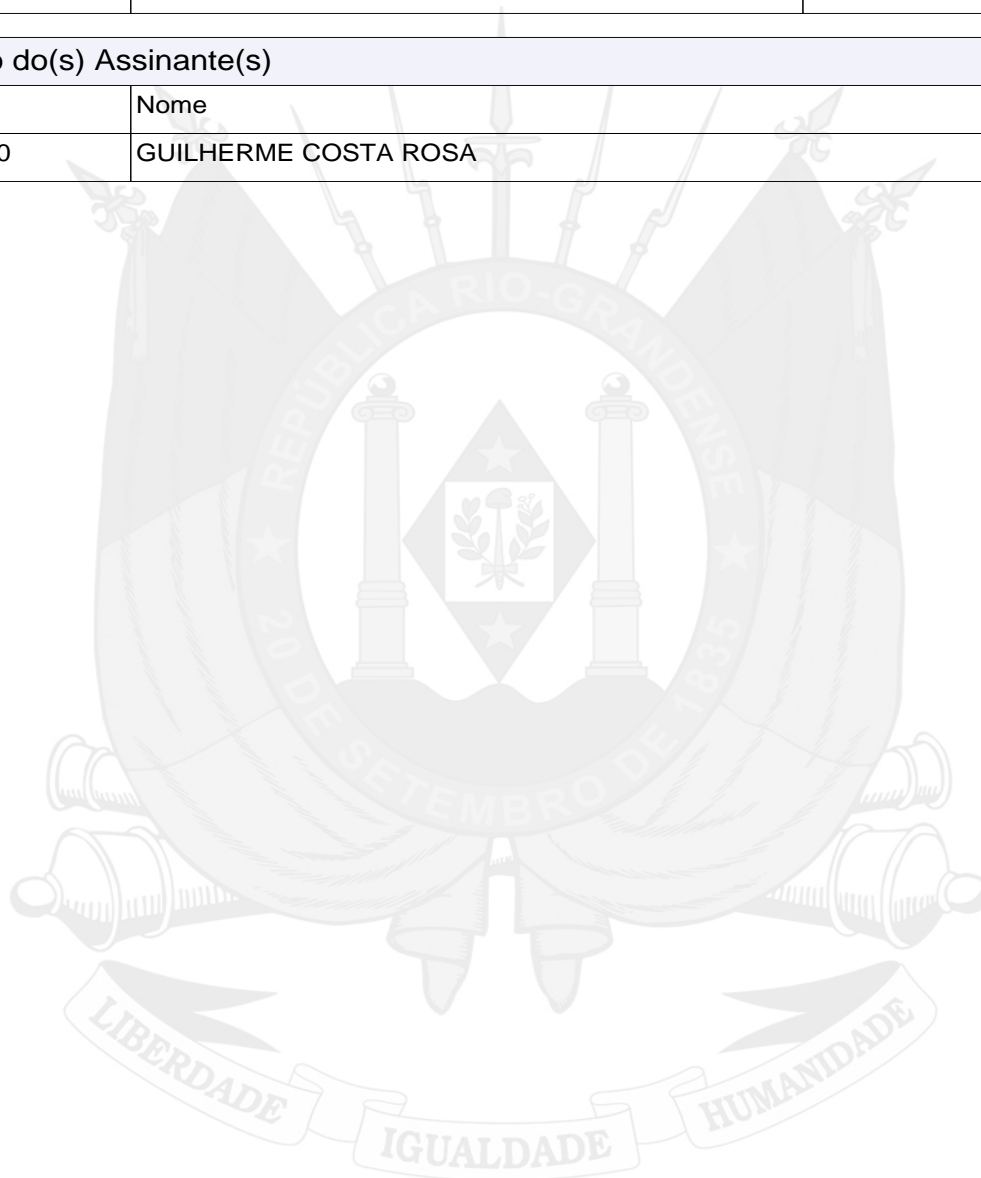 o do(s) Assinante(s)
Nome
0 GUILHERME COSTA ROSA
REPÚBLICA RIO-GRANDENSE
20 DE SETEMBRO DE 1835
LIBERDADE IGUALDADE HUMANIDADE